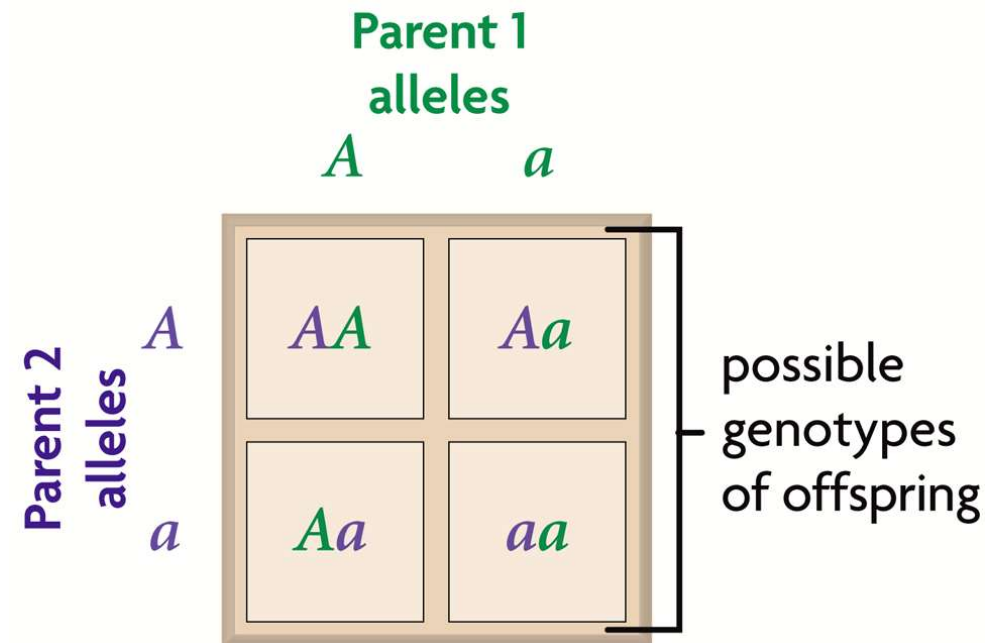 Parent 1
alleles
A a
Parent 2
alleles
A
a
AA Aa
Aa aa
possible
genotypes
of offspring